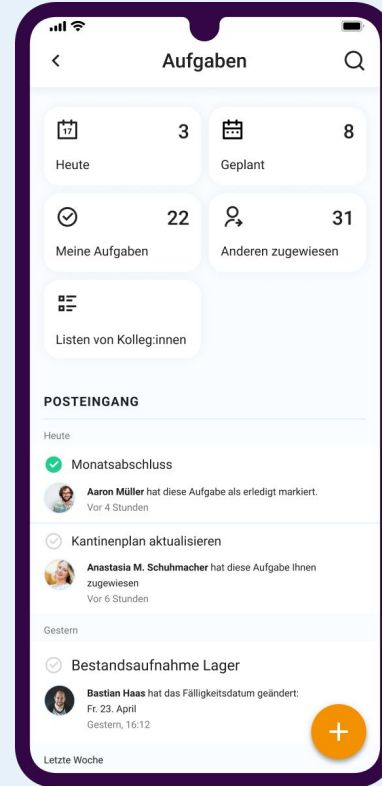 Aufgaben
17
3
Heute
8
Geplant
22
Meine Aufgaben
31
Anderen zugewiesen
Listen von Kolleg:innen
POSTEINGANG
Heute
Monatsabschluss
Aaron Müller hat diese Aufgabe als erledigt markiert.
Vor 4 Stunden
Kantinenplan aktualisieren
Anastasia M. Schuhmacher hat diese Aufgabe Ihnen
zugewiesen
Vor 6 Stunden
Gestern
Bestandsaufnahme Lager
Bastian Haas hat das Fälligkeitsdatum geändert:
Fr. 23. April
Gestern, 16:12
Letzte Woche